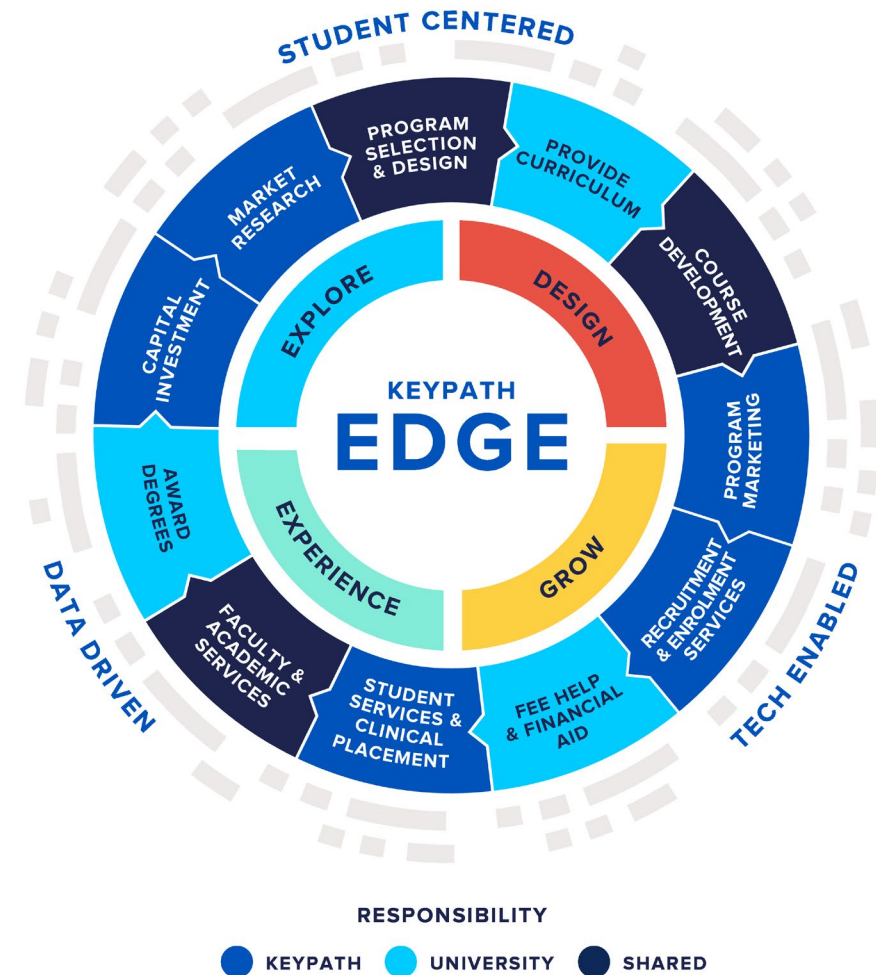 STUDENT CENTERED
PROGRAM
SELECTION
& DESIGN
PROVIDE
CURRICULUM
COURSE
DEVELOPMENT
PROGRAM
MARKETING
RECRUITMENT
& ENROLMENT
SERVICES
FEE HELP
& FINANCIAL
AID
STUDENT
SERVICES &
CLINICAL
PLACEMENT
FACULTY &
ACADEMIC
SERVICES
AWARD
DEGREES
CAPITAL
INVESTMENT
MARKET
RESEARCH
EXPLORE
DESIGN
GROW
EXPERIENCE
KEYPATH
EDGE
DATA DRIVEN
TECH ENABLED
RESPONSIBILITY
KEYPATH UNIVERSITY SHARED